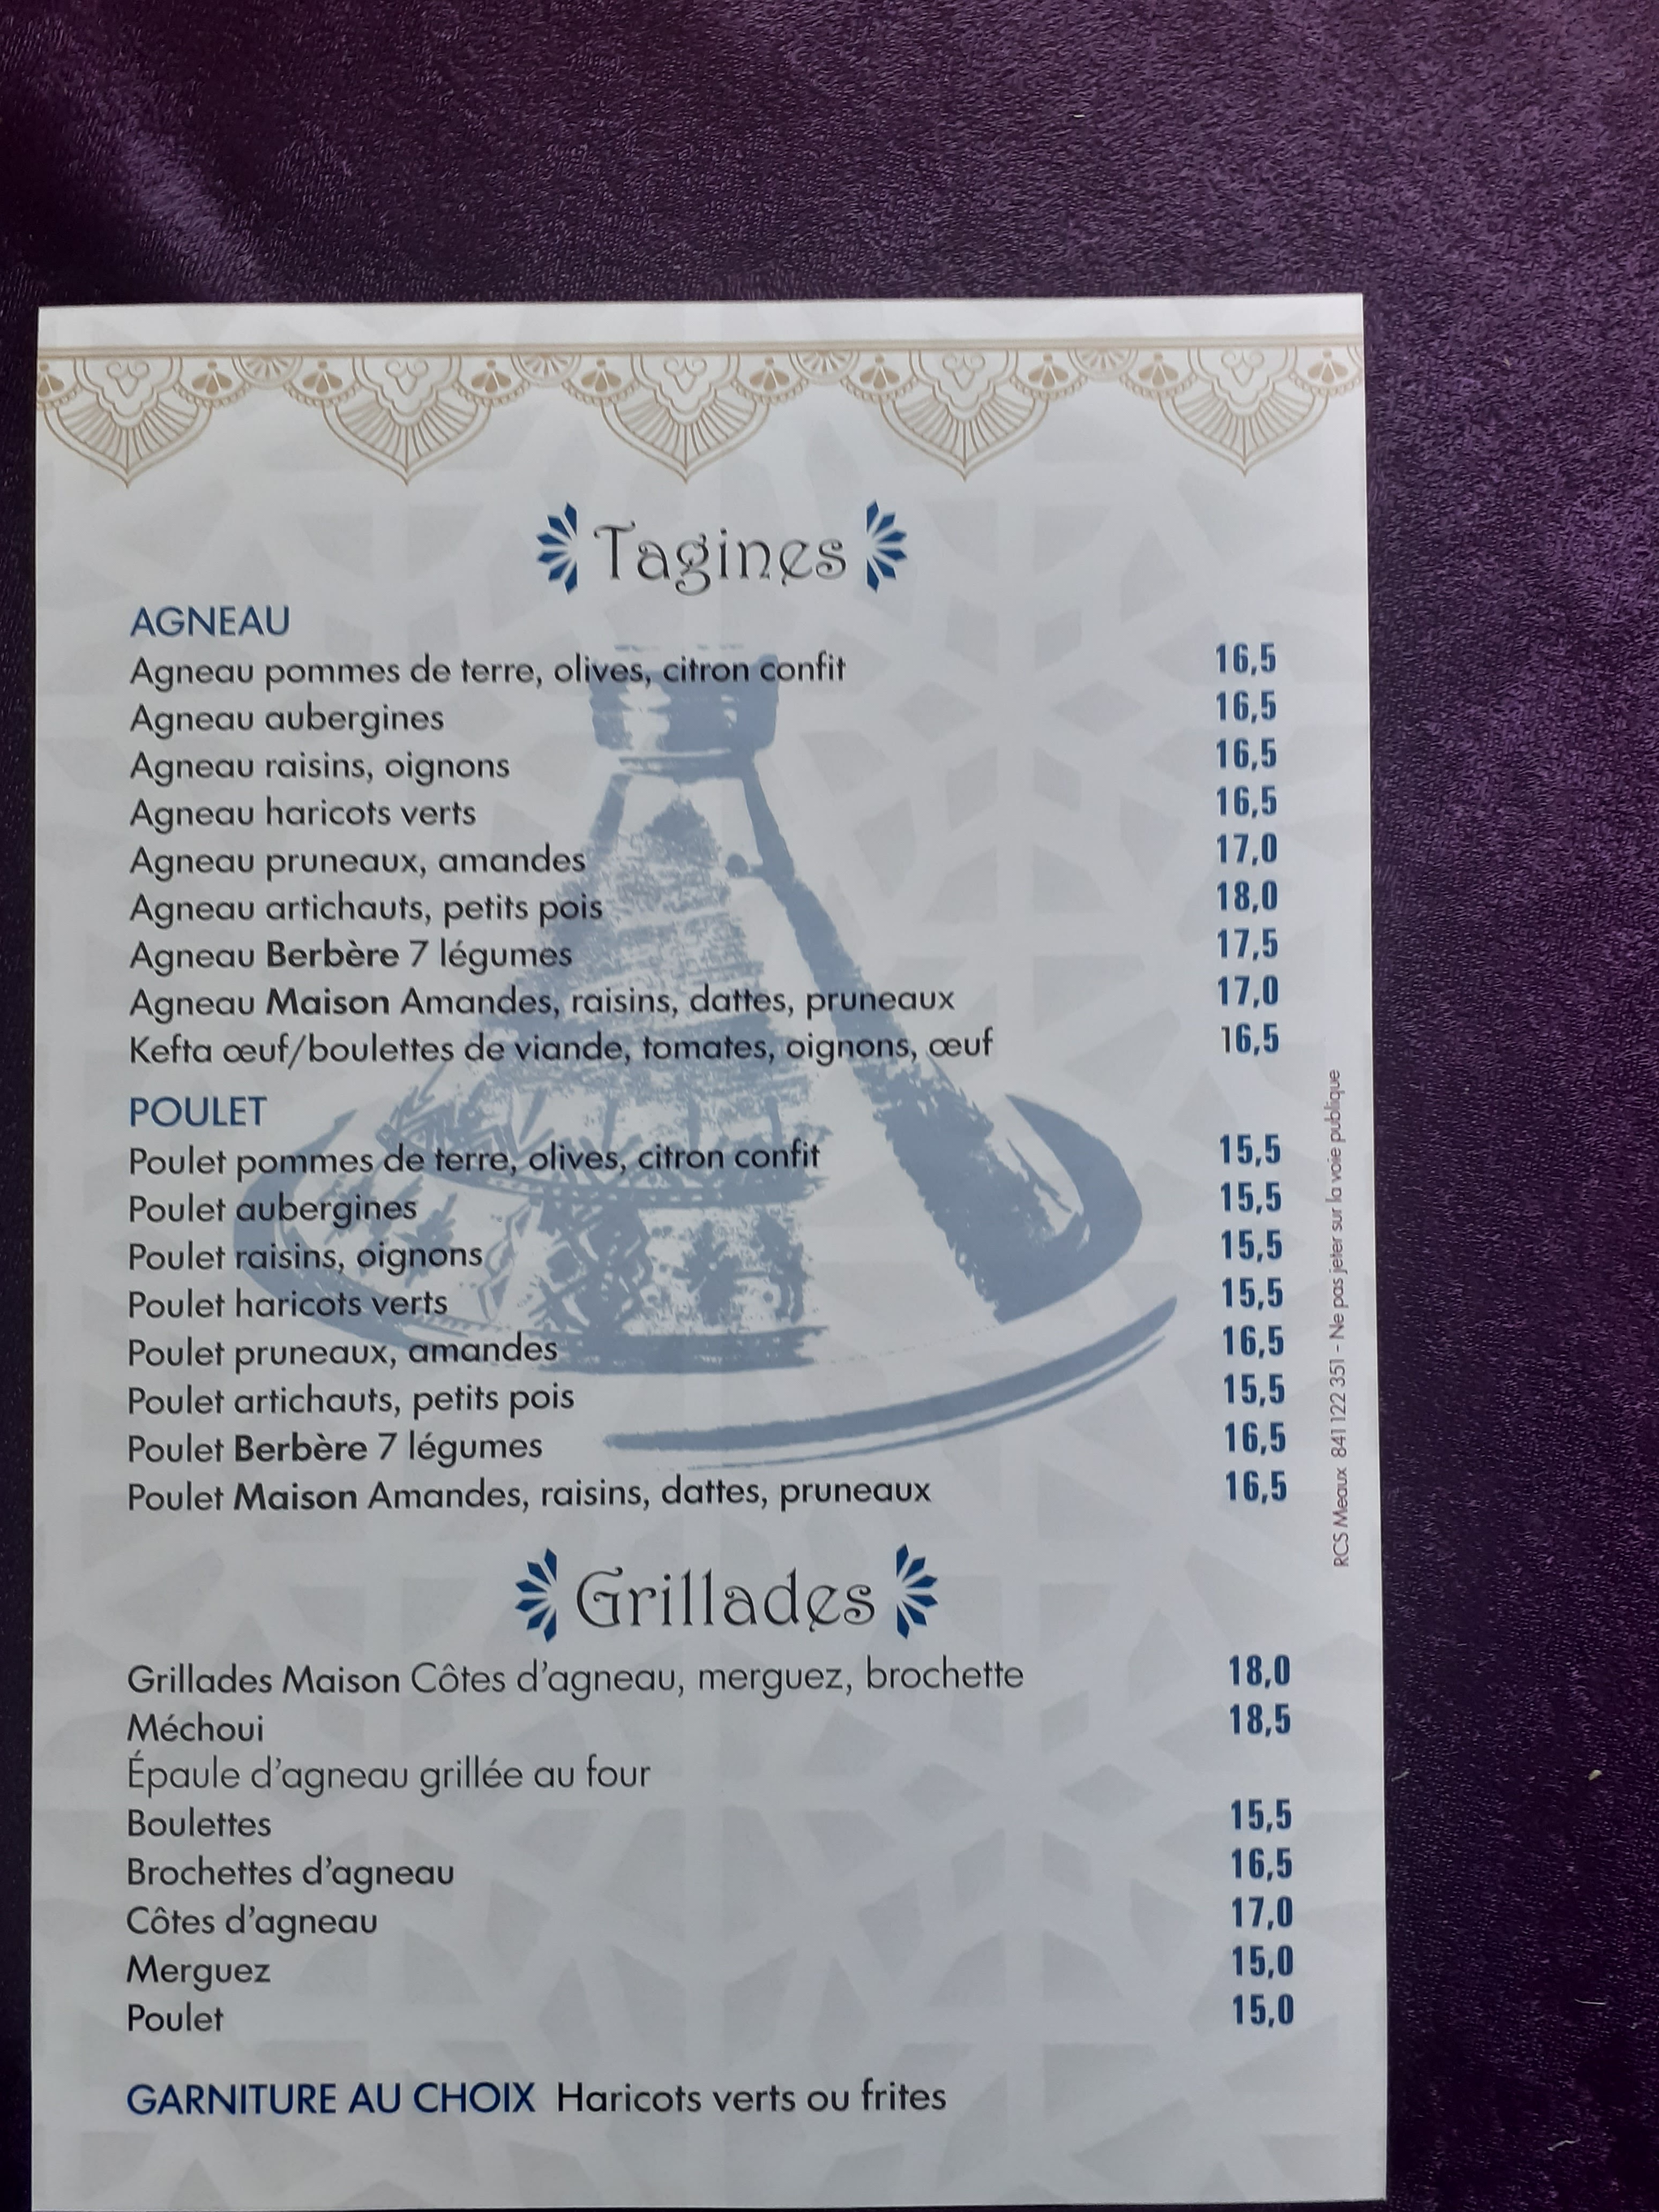 Tagines
AGNEAU
Agneau pommes de terre, olives, citron confit 16,5
Agneau aubergines 16,5
Agneau raisins, oignons 16,5
Agneau haricots verts 16,5
Agneau pruneaux, amandes 17,0
Agneau artichauts, petits pois 18,0
Agneau Berbère 7 légumes 17,5
Agneau Maison Amandes, raisins, dattes, pruneaux 17,0
Kefta œuf/boulettes de viande, tomates, oignons, œuf 16,5
POULET
Poulet pommes de terre, olives, citron confit 15,5
Poulet aubergines 15,5
Poulet raisins, oignons 15,5
Poulet haricots verts 15,5
Poulet pruneaux, amandes 16,5
Poulet artichauts, petits pois 15,5
Poulet Berbère 7 légumes 16,5
Poulet Maison Amandes, raisins, dattes, pruneaux 16,5
Grillades
Grillades Maison Côtes d'agneau, merguez, brochette 18,0
Méchoui 18,5
Épaule d'agneau grillée au four
Boulettes 15,5
Brochettes d'agneau 16,5
Côtes d'agneau 17,0
Merguez 15,0
Poulet 15,0
GARNITURE AU CHOIX Haricots verts ou frites
RCS Meaux 841 122 351 - Ne pas jeter sur la voie publique